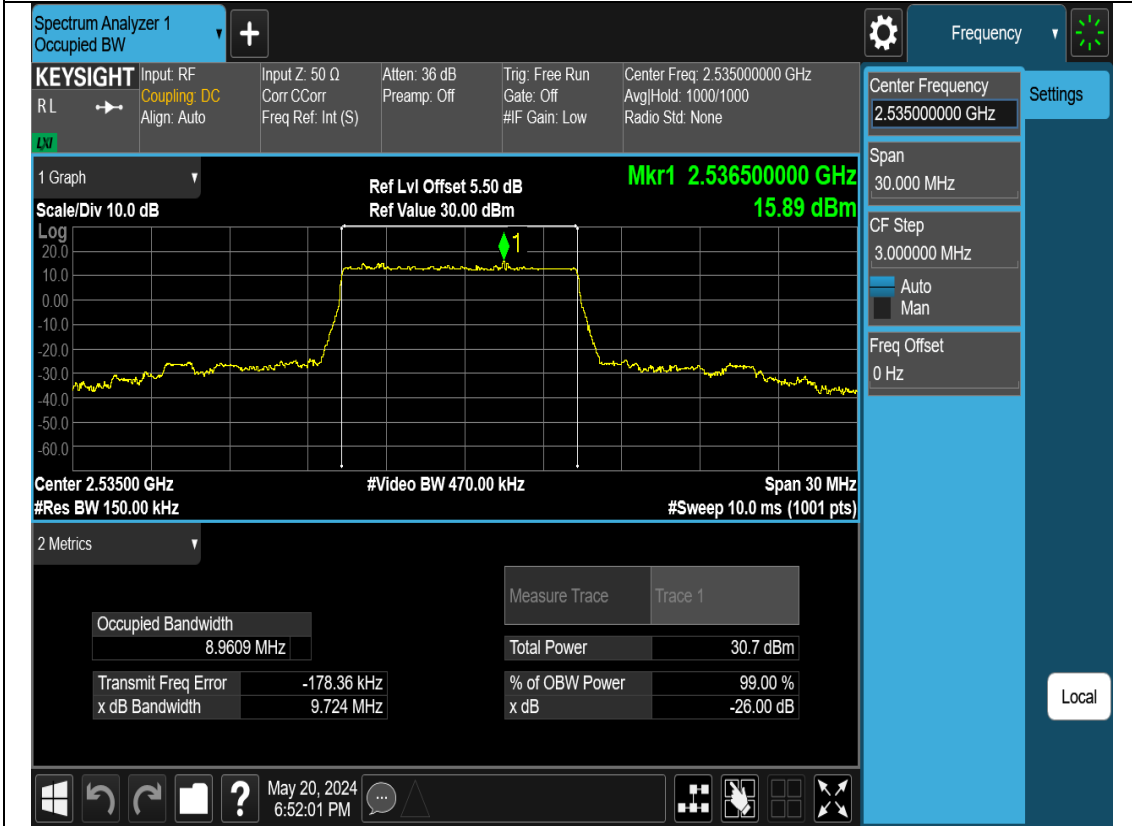 Spectrum Analyzer 1
Occupied BW
+
Frequency
KEYSIGHT
R L
LXI
Input: RF
Coupling: DC
Align: Auto
Input Z: 50 Ω
Corr CCorr
Freq Ref: Int (S)
Atten: 36 dB
Preamp: Off
Trig: Free Run
Gate: Off
#IF Gain: Low
Center Freq: 2.535000000 GHz
Avg|Hold: 1000/1000
Radio Std: None
Center Frequency
2.535000000 GHz
Settings
Span
30.000 MHz
CF Step
3.000000 MHz
Auto
Man
Freq Offset
0 Hz
Local
1 Graph
Scale/Div 10.0 dB
Ref Lvl Offset 5.50 dB
Ref Value 30.00 dBm
Mkr1 2.536500000 GHz
15.89 dBm
Log
20.0
10.0
0.00
-10.0
-20.0
-30.0
-40.0
-50.0
-60.0
1
Center 2.53500 GHz
#Res BW 150.00 kHz
#Video BW 470.00 kHz
Span 30 MHz
#Sweep 10.0 ms (1001 pts)
2 Metrics
Measure Trace Trace 1
Occupied Bandwidth
8.9609 MHz
Total Power 30.7 dBm
Transmit Freq Error -178.36 kHz
% of OBW Power 99.00 %
x dB Bandwidth 9.724 MHz
x dB -26.00 dB
?
May 20, 2024
6:52:01 PM